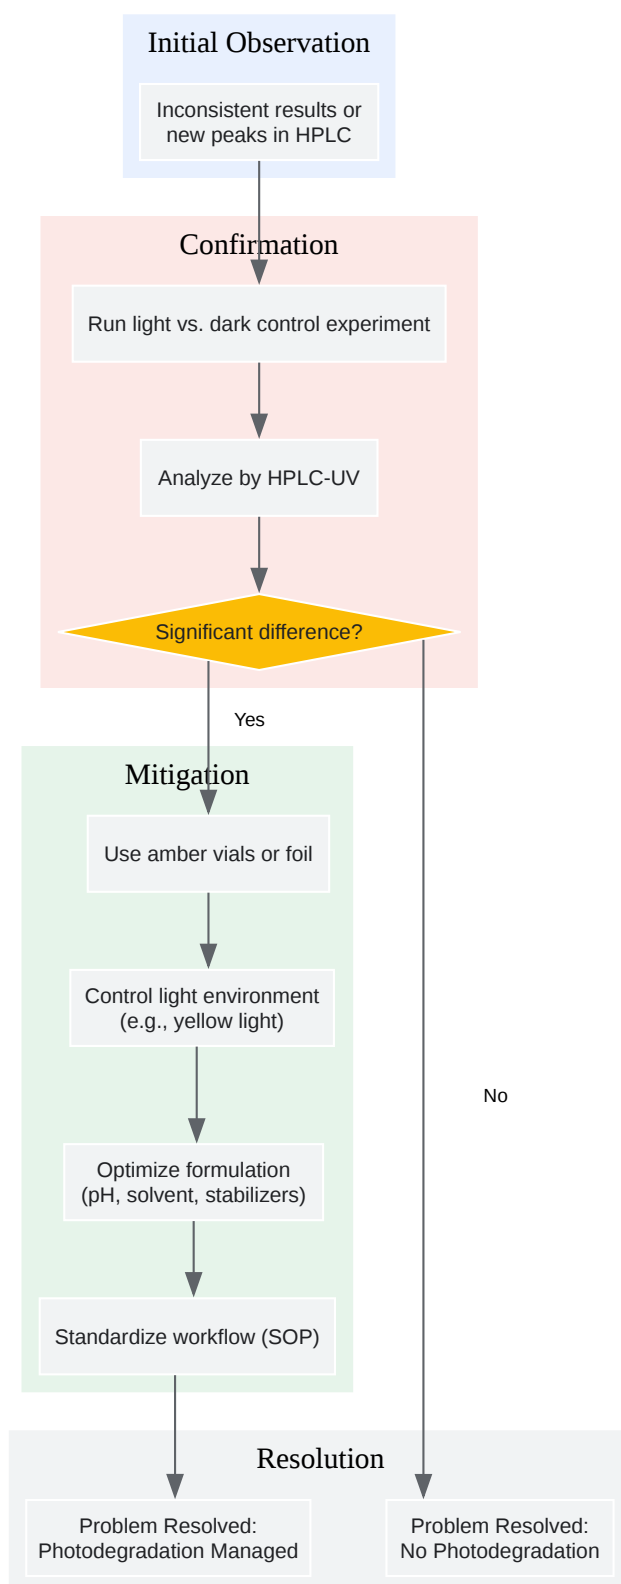 Initial Observation
Inconsistent results or
new peaks in HPLC
Confirmation
Run light vs. dark control experiment
Analyze by HPLC-UV
Significant difference?
Yes
Mitigation
Use amber vials or foil
Control light environment
(e.g., yellow light)
No
Optimize formulation
(pH, solvent, stabilizers)
Standardize workflow (SOP)
Resolution
Problem Resolved:
Photodegradation Managed
Problem Resolved:
No Photodegradation